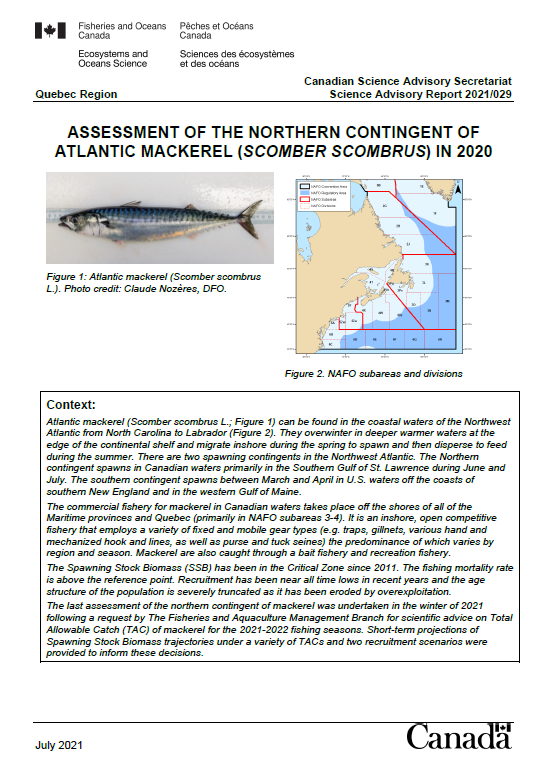 Fisheries and Oceans
Canada
Pêches et Océans
Canada
Ecosystems and
Oceans Science
Sciences des écosystèmes
et des océans
Canadian Science Advisory Secretariat
Quebec Region
Science Advisory Report 2021/029
ASSESSMENT OF THE NORTHERN CONTINGENT OF
ATLANTIC MACKEREL (SCOMBER SCOMBRUS) IN 2020
NAFO Convention Area
NAFO Regulatory Area
NAFO Subareas
NAFO Divisions
Figure 1: Atlantic mackerel (Scomber scombrus
L.). Photo credit: Claude Nozères, DFO.
Figure 2. NAFO subareas and divisions
Context:
Atlantic mackerel (Scomber scombrus L.; Figure 1) can be found in the coastal waters of the Northwest
Atlantic from North Carolina to Labrador (Figure 2). They overwinter in deeper warmer waters at the
edge of the continental shelf and migrate inshore during the spring to spawn and then disperse to feed
during the summer. There are two spawning contingents in the Northwest Atlantic. The Northern
contingent spawns in Canadian waters primarily in the Southern Gulf of St. Lawrence during June and
July. The southern contingent spawns between March and April in U.S. waters off the coasts of
southern New England and in the western Gulf of Maine.
The commercial fishery for mackerel in Canadian waters takes place off the shores of all of the
Maritime provinces and Quebec (primarily in NAFO subareas 3-4). It is an inshore, open competitive
fishery that employs a variety of fixed and mobile gear types (e.g. traps, gillnets, various hand and
mechanized hook and lines, as well as purse and tuck seines) the predominance of which varies by
region and season. Mackerel are also caught through a bait fishery and recreation fishery.
The Spawning Stock Biomass (SSB) has been in the Critical Zone since 2011. The fishing mortality rate
is above the reference point. Recruitment has been near all time lows in recent years and the age
structure of the population is severely truncated as it has been eroded by overexploitation.
The last assessment of the northern contingent of mackerel was undertaken in the winter of 2021
following a request by The Fisheries and Aquaculture Management Branch for scientific advice on Total
Allowable Catch (TAC) of mackerel for the 2021-2022 fishing seasons. Short-term projections of
Spawning Stock Biomass trajectories under a variety of TACs and two recruitment scenarios were
provided to inform these decisions.
July 2021
Canada